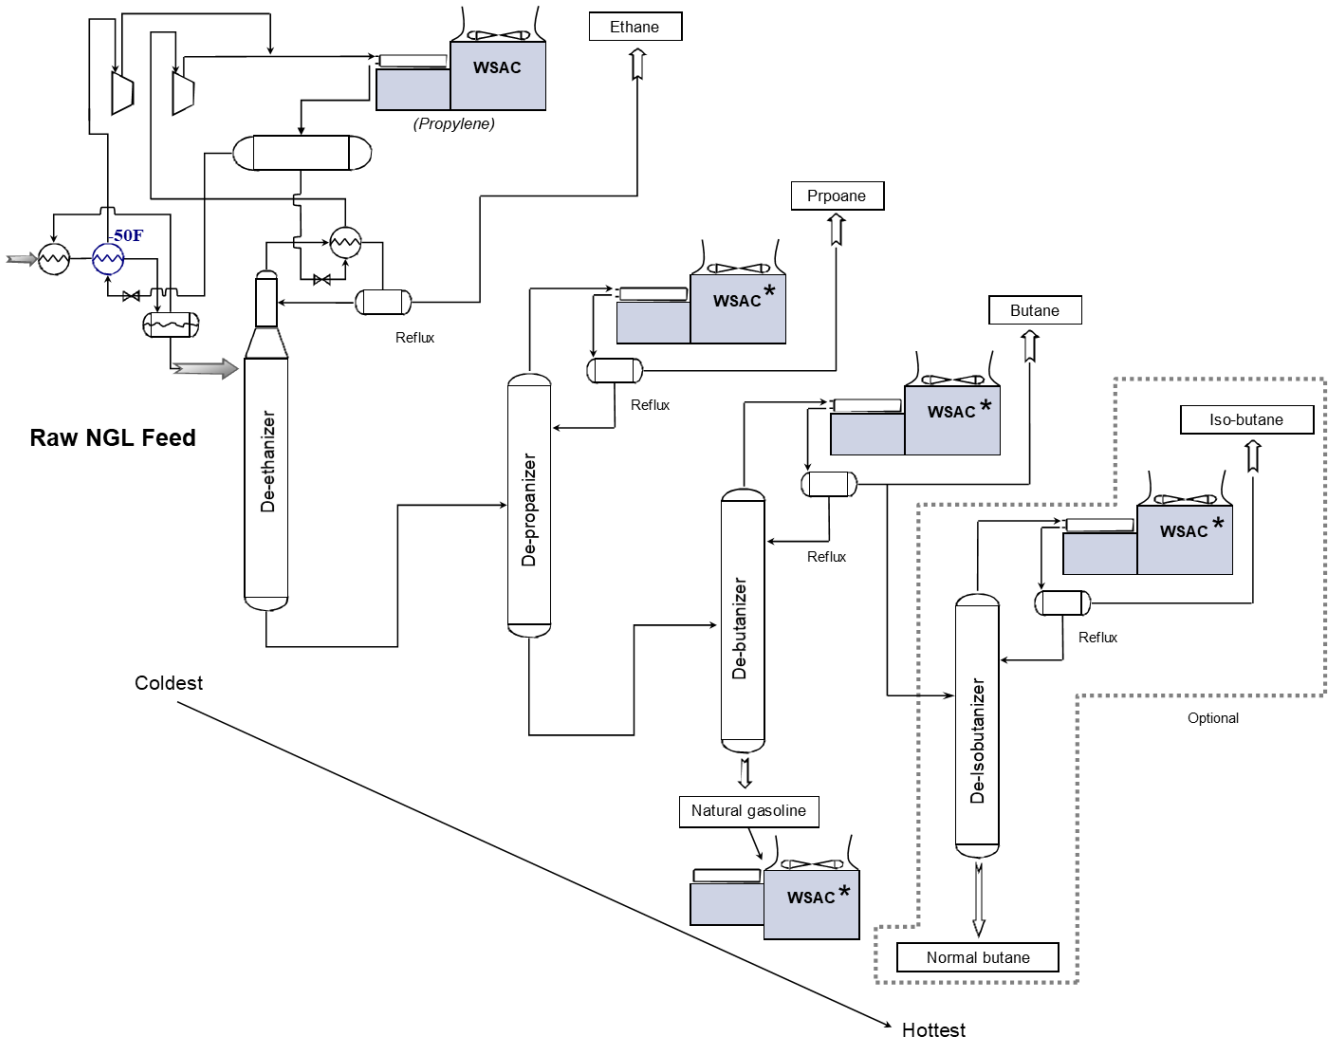 Ethane
WSAC
(Propylene)
Prpoane
-50F
WSAC *
Butane
Reflux
WSAC *
Reflux
Iso-butane
Raw NGL Feed
De-ethanizer
De-propanizer
WSAC *
Reflux
De-butanizer
Reflux
Coldest
De-Isobutanizer
Optional
Natural gasoline
WSAC *
Normal butane
Hottest